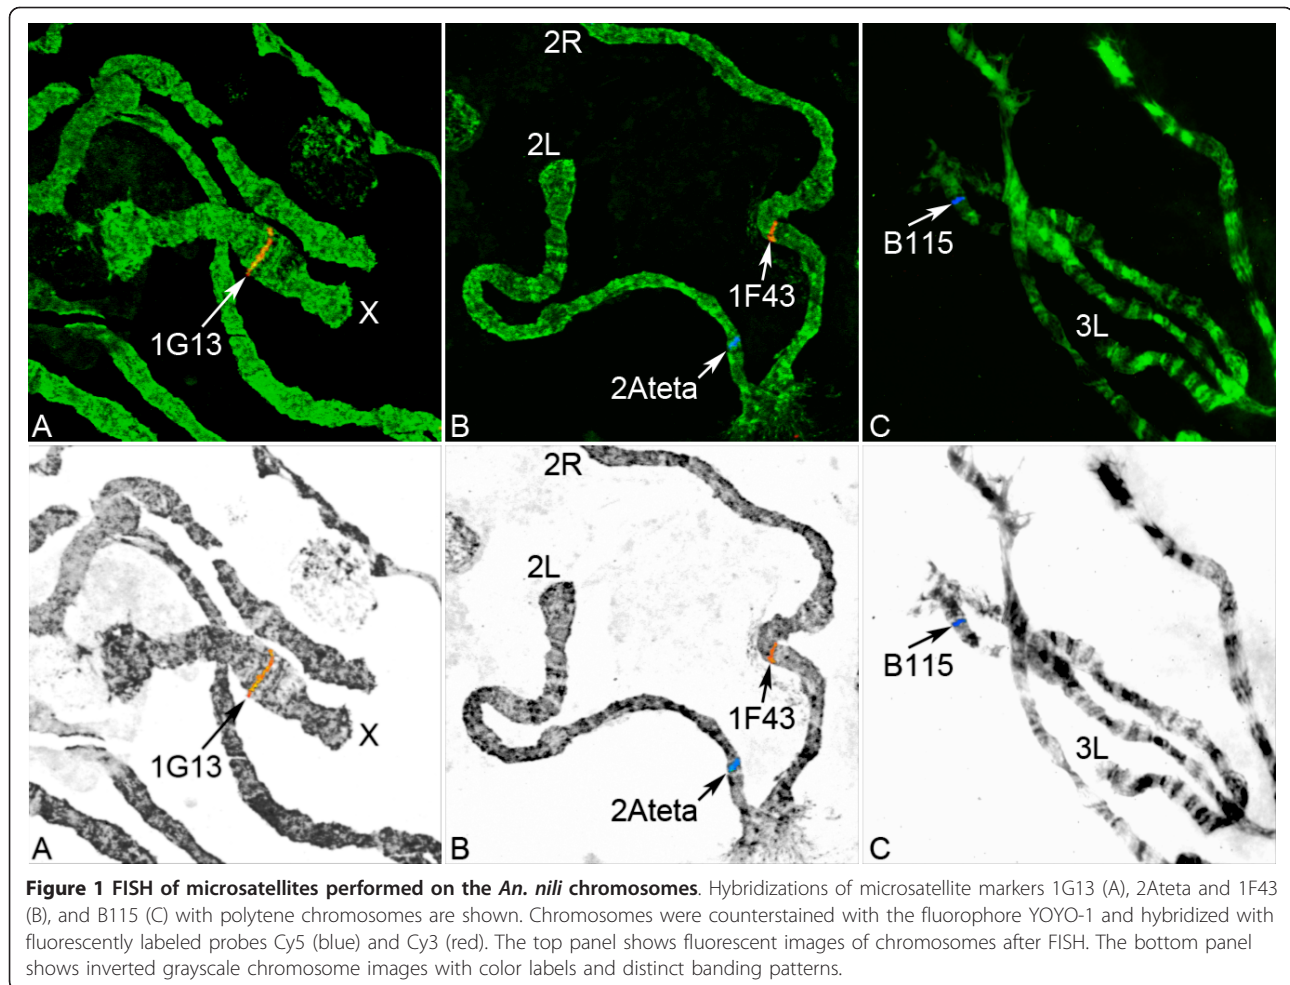 2R
2L
B115
1F43
3L
1G13
X
2Ateta
A
B
C
2R
2L
B115
1F43
3L
X
1G13
2Ateta
A
B
C
Figure 1 FISH of microsatellites performed on the An. nili chromosomes. Hybridizations of microsatellite markers 1G13 (A), 2Ateta and 1F43
(B), and B115 (C) with polytene chromosomes are shown. Chromosomes were counterstained with the fluorophore YOYO-1 and hybridized with
fluorescently labeled probes Cy5 (blue) and Cy3 (red). The top panel shows fluorescent images of chromosomes after FISH. The bottom panel
shows inverted grayscale chromosome images with color labels and distinct banding patterns.